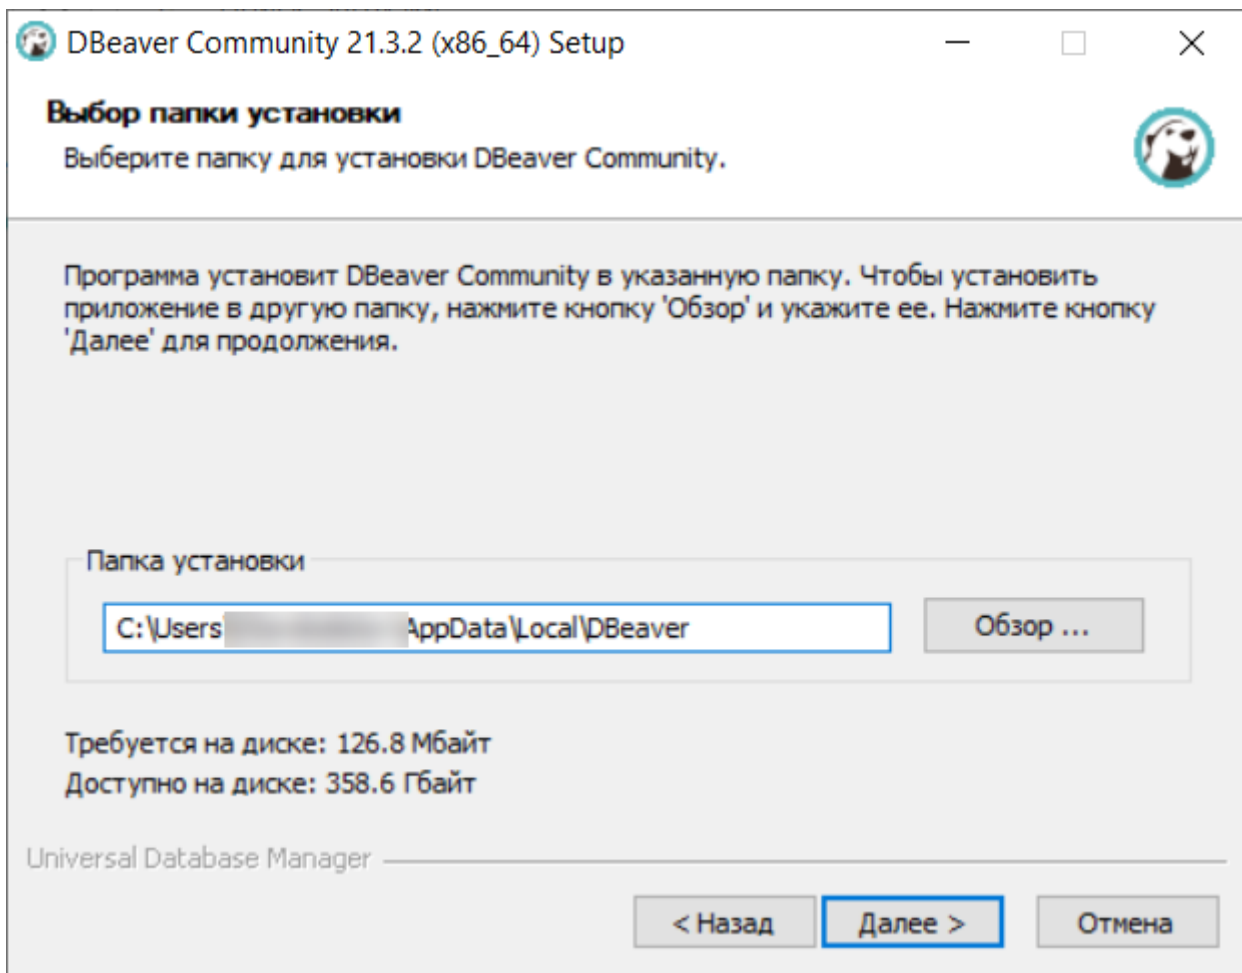 DBeaver Community 21.3.2 (x86_64) Setup
Выбор папки установки
Выберите папку для установки DBeaver Community.
Программа установит DBeaver Community в указанную папку. Чтобы установить
приложение в другую папку, нажмите кнопку 'Обзор' и укажите ее. Нажмите кнопку
'Далее' для продолжения.
Папка установки
C:\Users AppData\Local\DBeaver
Обзор ...
Требуется на диске: 126.8 Мбайт
Доступно на диске: 358.6 Гбайт
Universal Database Manager
< Назад
Далее >
Отмена